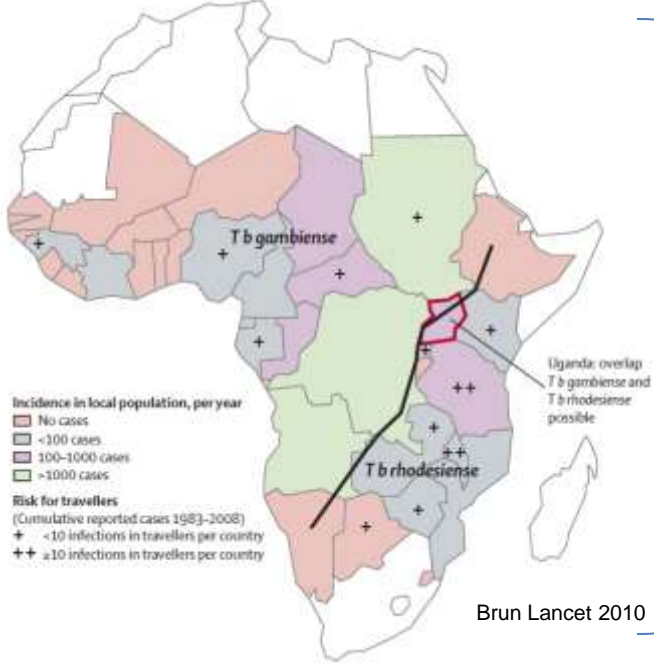 T b gambiense
+
+
+
+
+
+
+
++
+
++
+
+
Uganda: overlap
T b gambiense and
T b rhodesiense
possible
T b rhodesiense
Incidence in local population, per year
No cases
<100 cases
100–1000 cases
>1000 cases
Risk for travellers
(Cumulative reported cases 1983–2008)
+ <10 infections in travellers per country
++ ≥10 infections in travellers per country
Brun Lancet 2010